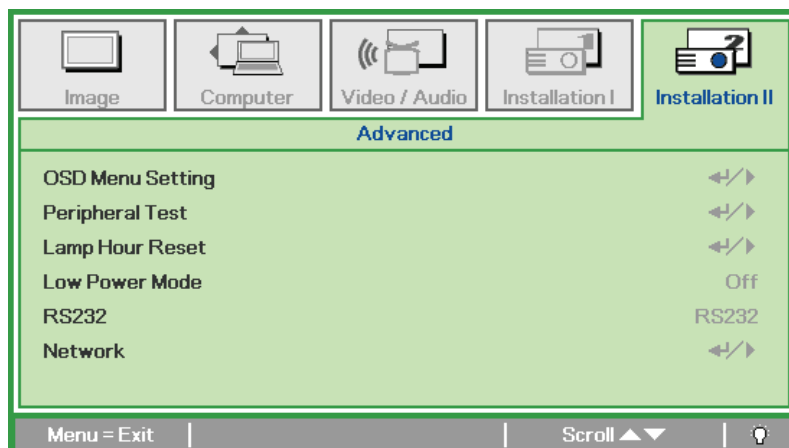 Image Computer Video / Audio Installation I Installation II
Advanced
OSD Menu Setting
Peripheral Test
Lamp Hour Reset
Low Power Mode Off
RS232 RS232
Network
Menu = Exit Scroll